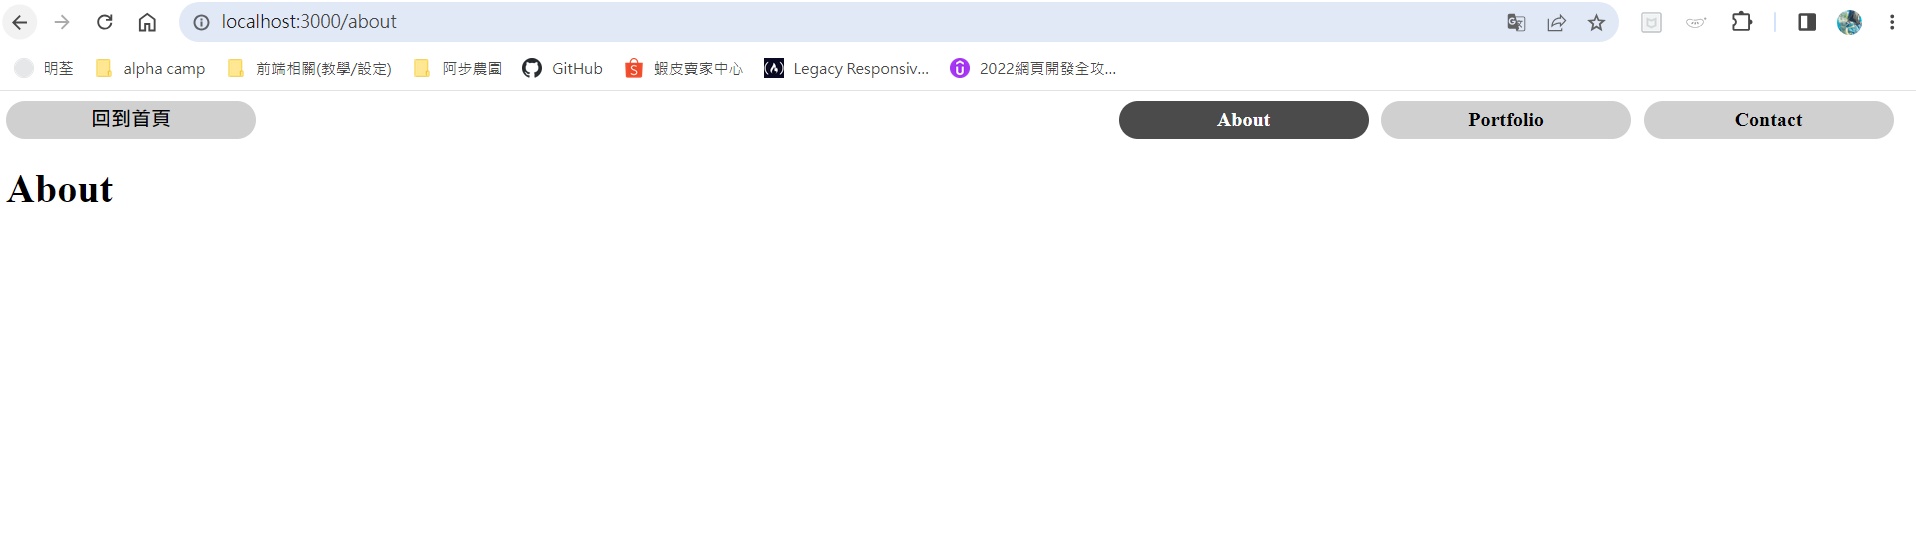 localhost:3000/about
明荃 alpha camp 前端相關(教學/設定) 阿步農園 GitHub 蝦皮賣家中心 Legacy Responsiv... 2022網頁開發全攻...
回到首頁 About Portfolio Contact
About